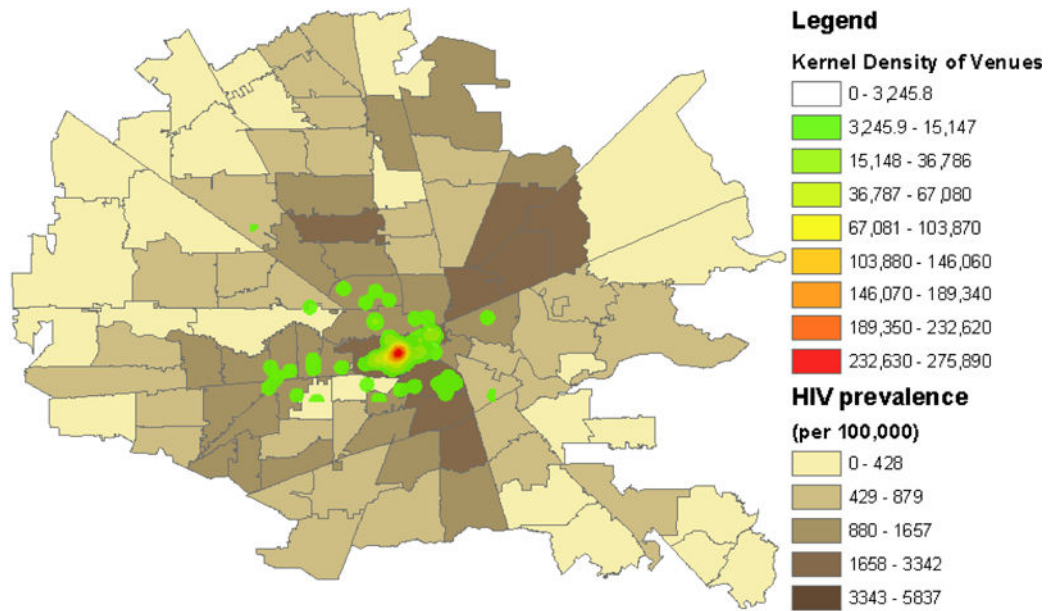 Legend
Kernel Density of Venues
0 - 3,245.8
3,245.9 - 15,147
15,148 - 36,786
36,787 - 67,080
67,081 - 103,870
103,880 - 146,060
146,070 - 189,340
189,350 - 232,620
232,630 - 275,890
HIV prevalence
(per 100,000)
0 - 428
429 - 879
880 - 1657
1658 - 3342
3343 - 5837